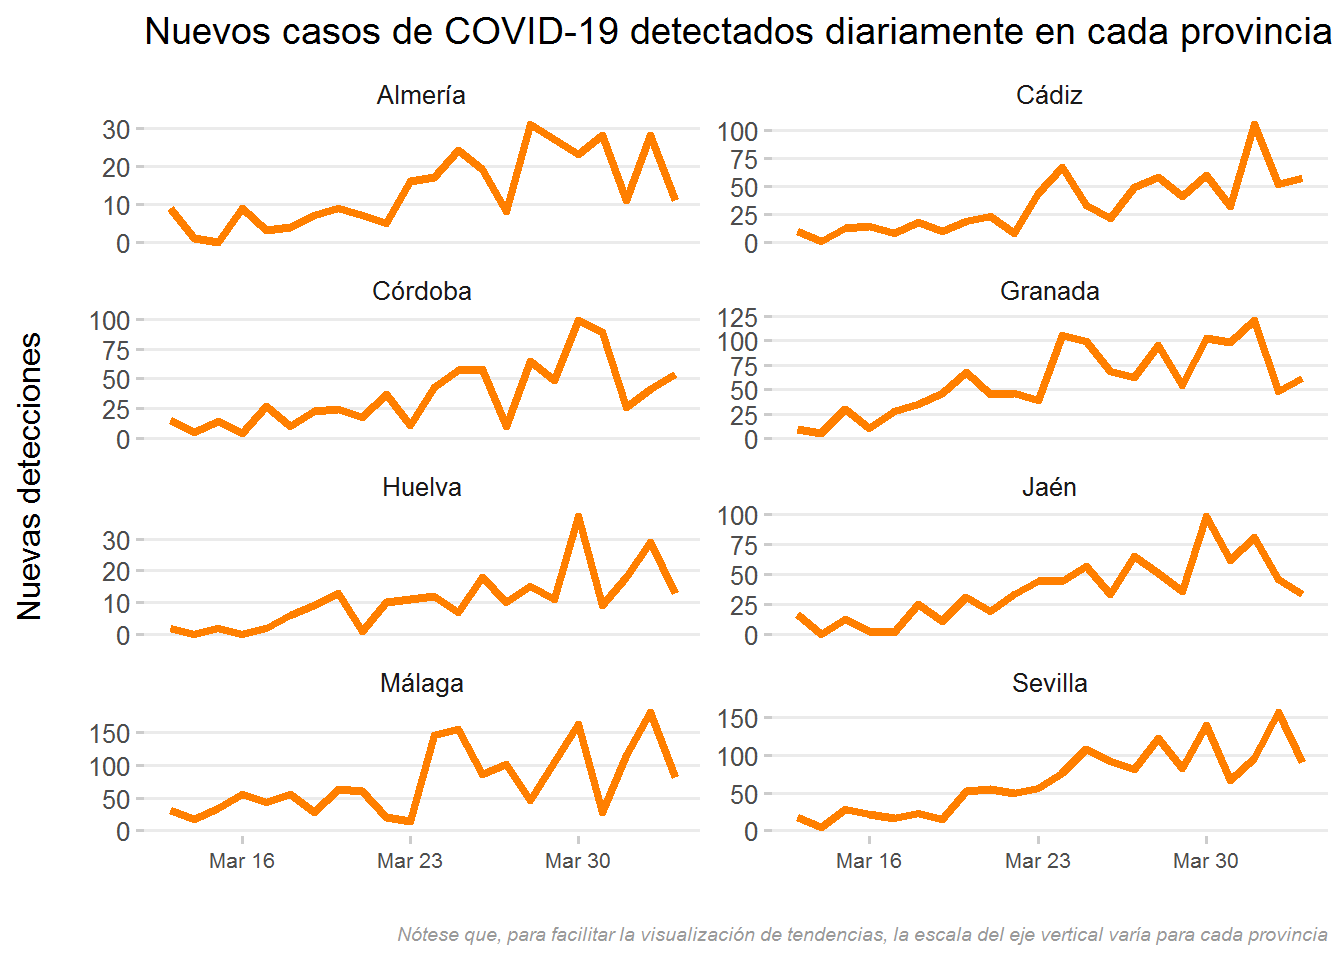 Nuevos casos de COVID-19 detectados diariamente en cada provincia
Nuevas detecciones
Almería
30
20
10
0
Cádiz
100
75
50
25
0
Córdoba
100
75
50
25
0
Granada
125
100
75
50
25
0
Huelva
30
20
10
0
Jaén
100
75
50
25
0
Málaga
150
100
50
0
Sevilla
150
100
50
0
Mar 16 Mar 23 Mar 30
Mar 16 Mar 23 Mar 30
Nótese que, para facilitar la visualización de tendencias, la escala del eje vertical varía para cada provincia